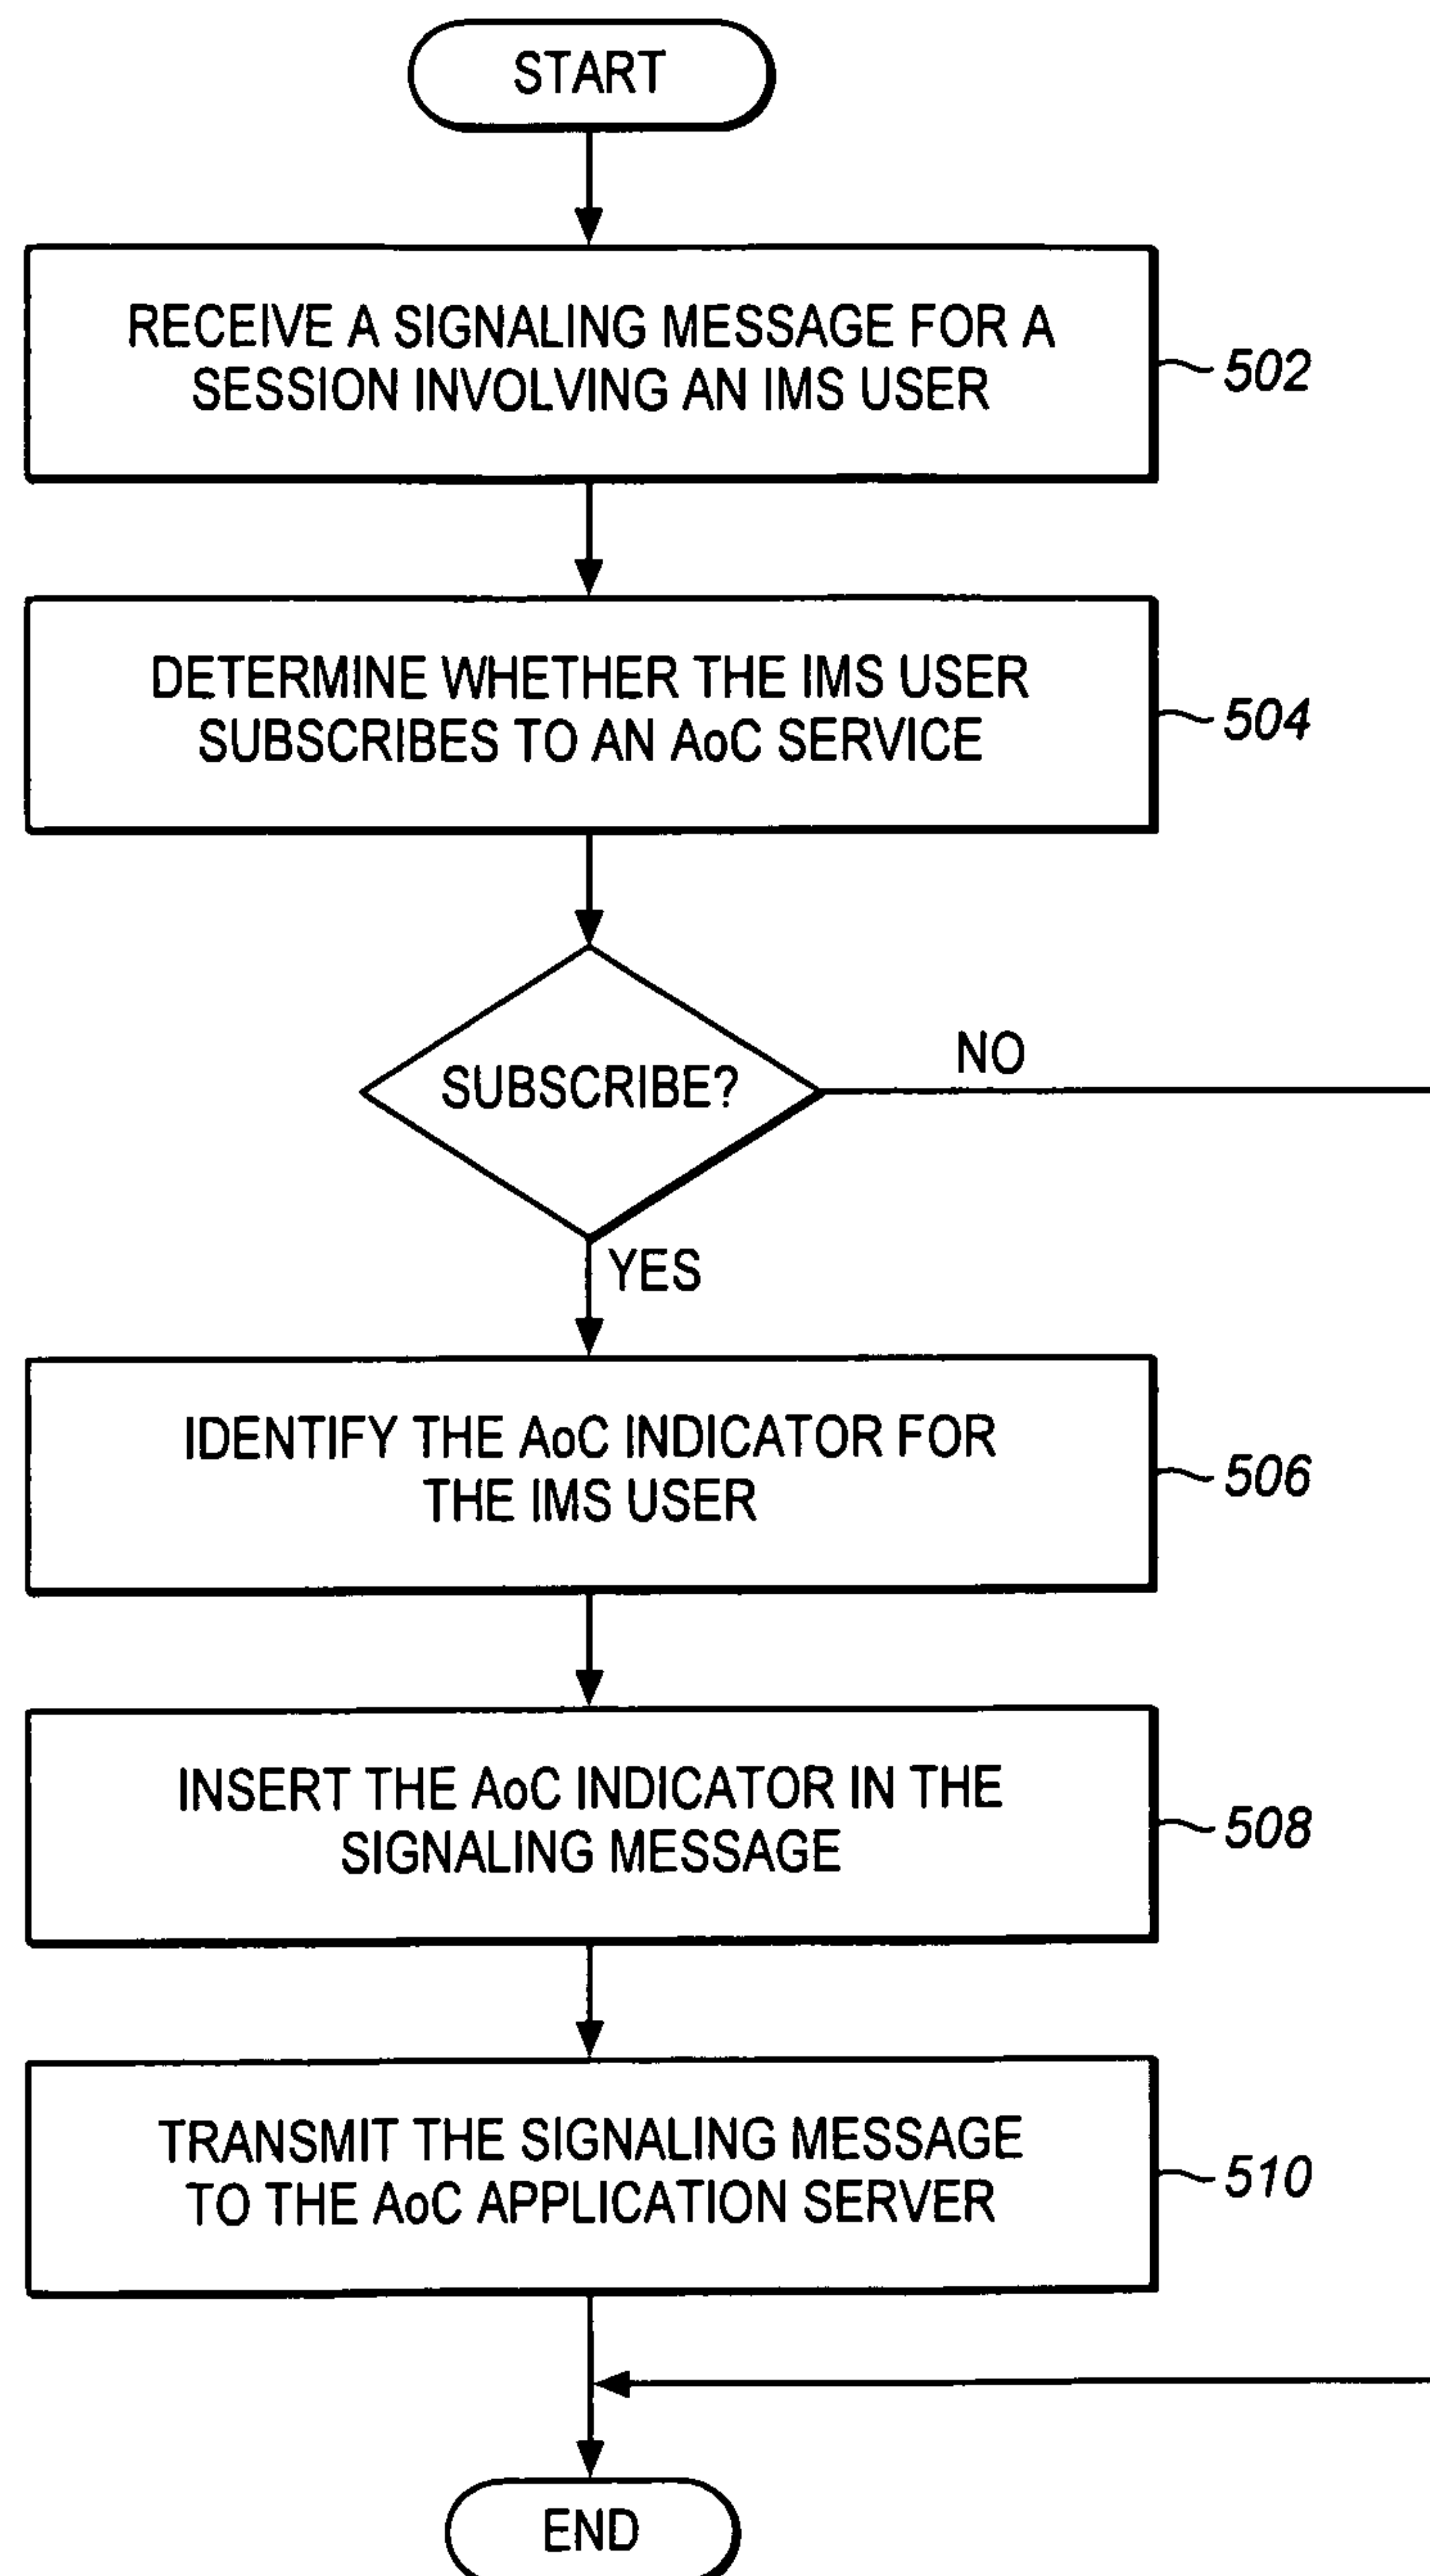 START
RECEIVE A SIGNALING MESSAGE FOR A
SESSION INVOLVING AN IMS USER
502
DETERMINE WHETHER THE IMS USER
SUBSCRIBES TO AN AoC SERVICE
504
SUBSCRIBE?
NO
YES
IDENTIFY THE AoC INDICATOR FOR
THE IMS USER
506
INSERT THE AoC INDICATOR IN THE
SIGNALING MESSAGE
508
TRANSMIT THE SIGNALING MESSAGE
TO THE AoC APPLICATION SERVER
510
END